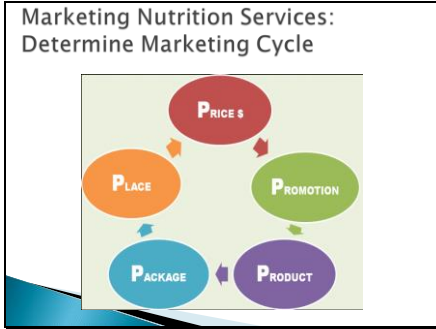 Marketing Nutrition Services:
Determine Marketing Cycle
PRICE $
PLACE
PROMOTION
PACKAGE
PRODUCT